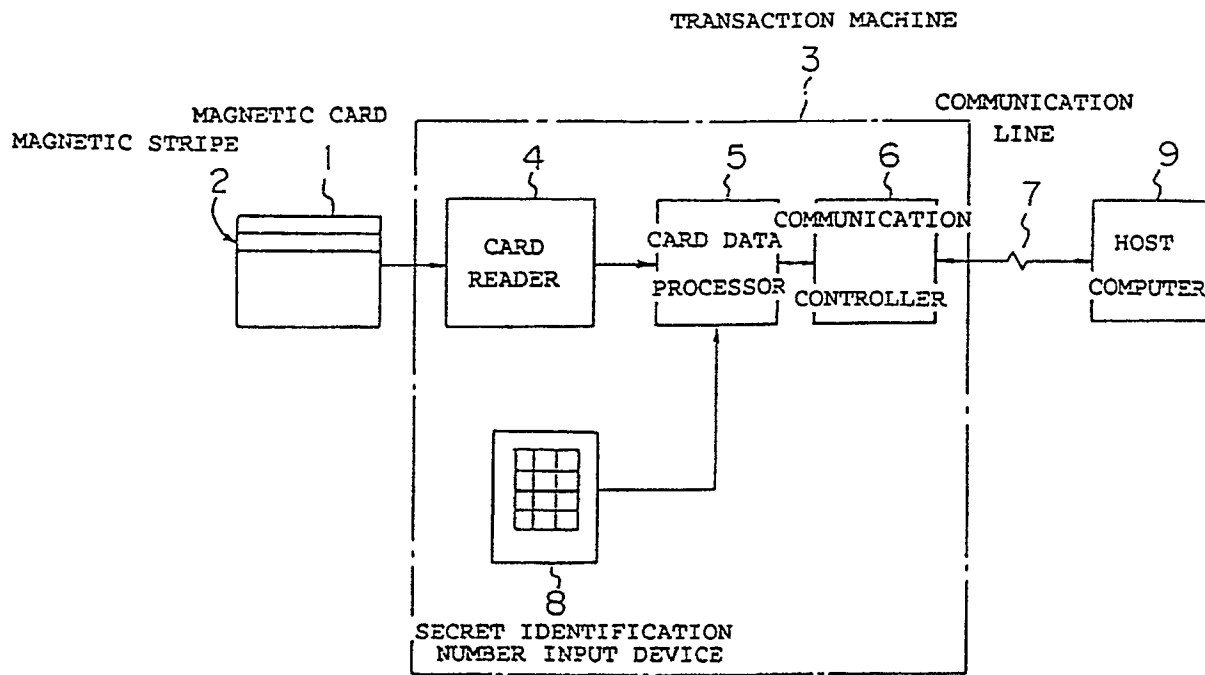 TRANSACTION MACHINE
3
MAGNETIC CARD
MAGNETIC STRIPE
1
2
COMMUNICATION
LINE
4
5
6
7
9
CARD
READER
CARD DATA
PROCESSOR
COMMUNICATION
CONTROLLER
HOST
COMPUTER
8
SECRET IDENTIFICATION
NUMBER INPUT DEVICE